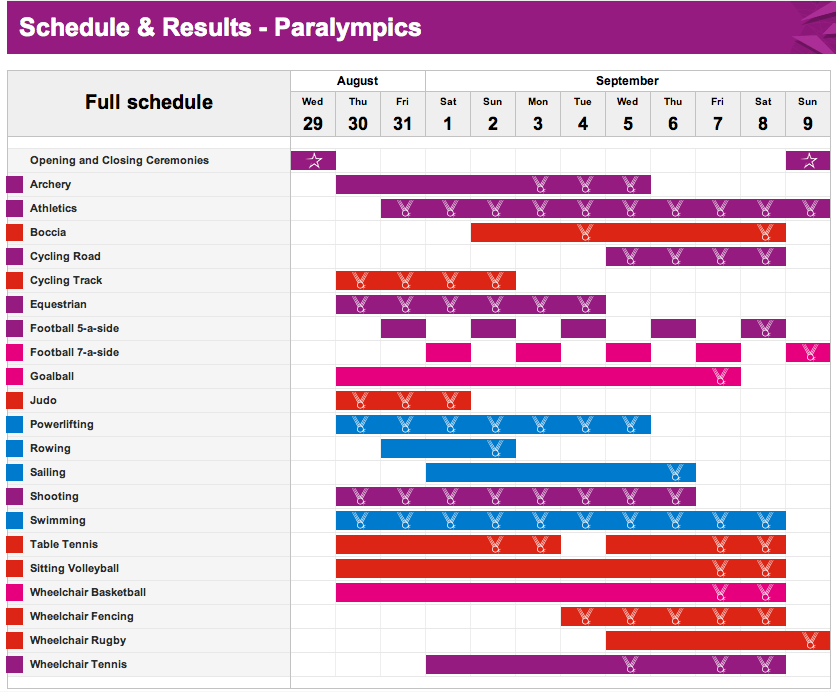 Schedule & Results - Paralympics
Full schedule
August September
Wed Thu Fri Sat Sun Mon Tue Wed Thu Fri Sat Sun
29 30 31 1 2 3 4 5 6 7 8 9
Opening and Closing Ceremonies
Archery
Athletics
Boccia
Cycling Road
Cycling Track
Equestrian
Football 5-a-side
Football 7-a-side
Goalball
Judo
Powerlifting
Rowing
Sailing
Shooting
Swimming
Table Tennis
Sitting Volleyball
Wheelchair Basketball
Wheelchair Fencing
Wheelchair Rugby
Wheelchair Tennis